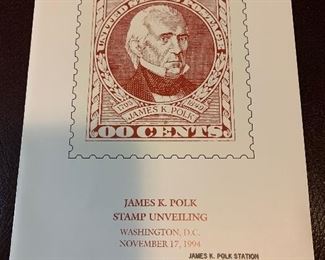 UNITED STATES POSTAGE
1795 JAMES K. POLK 1849
00 CENTS.
JAMES K. POLK
STAMP UNVEILING
WASHINGTON, D.C.
NOVEMBER 17, 1994
JAMES K. POLK STATION